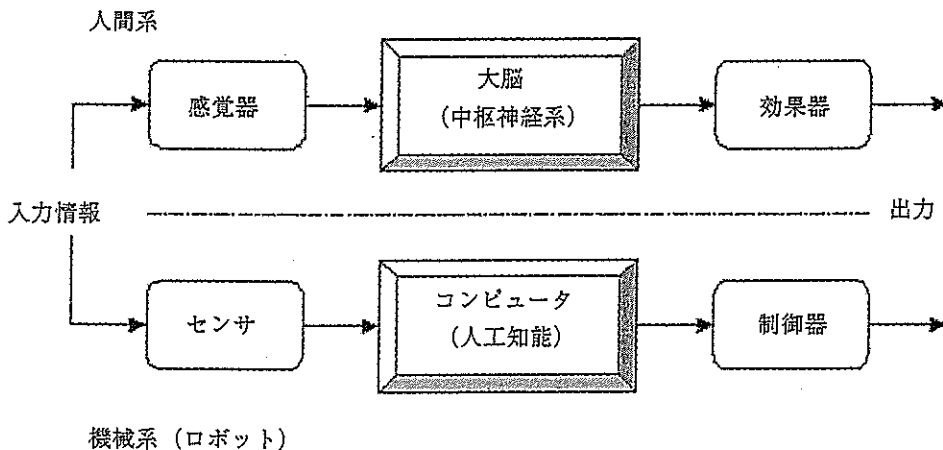 人間系
感覚器
大脳
(中枢神経系)
効果器
入力情報
出力
センサ
コンピュータ
(人工知能)
制御器
機械系(ロボット)